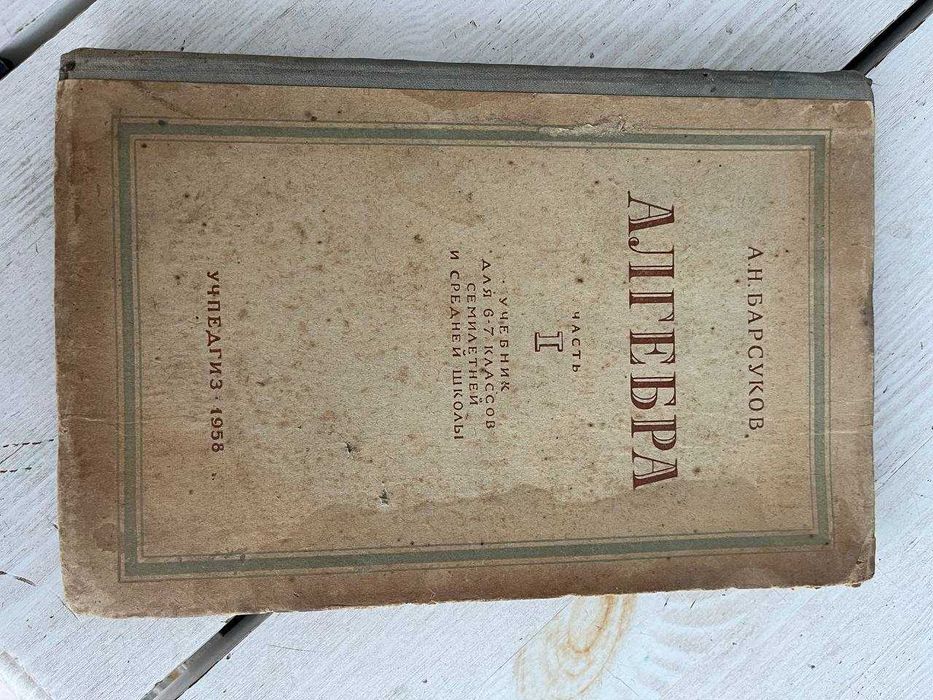 А.Н. БАРСУКОВ
АЛГЕБРА
ЧАСТЬ
I
УЧЕБНИК
ДЛЯ 6-7 КЛАССОВ
СЕМИЛЕТНЕЙ
И СРЕДНЕЙ ШКОЛЫ
УЧПЕДГИЗ · 1958